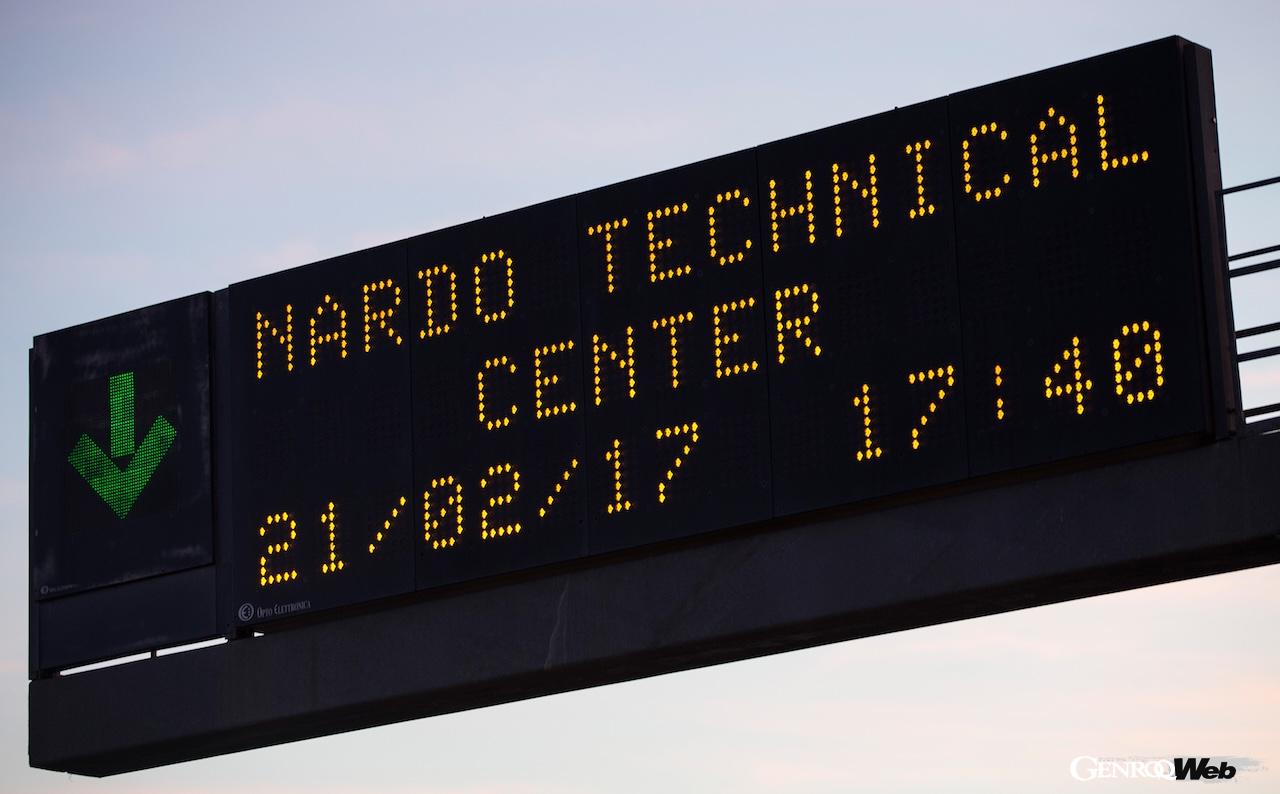 NARDO TECHNICAL
CENTER
21/02/17 17:40
OPTO ELETTRONICA
GENROQ Web